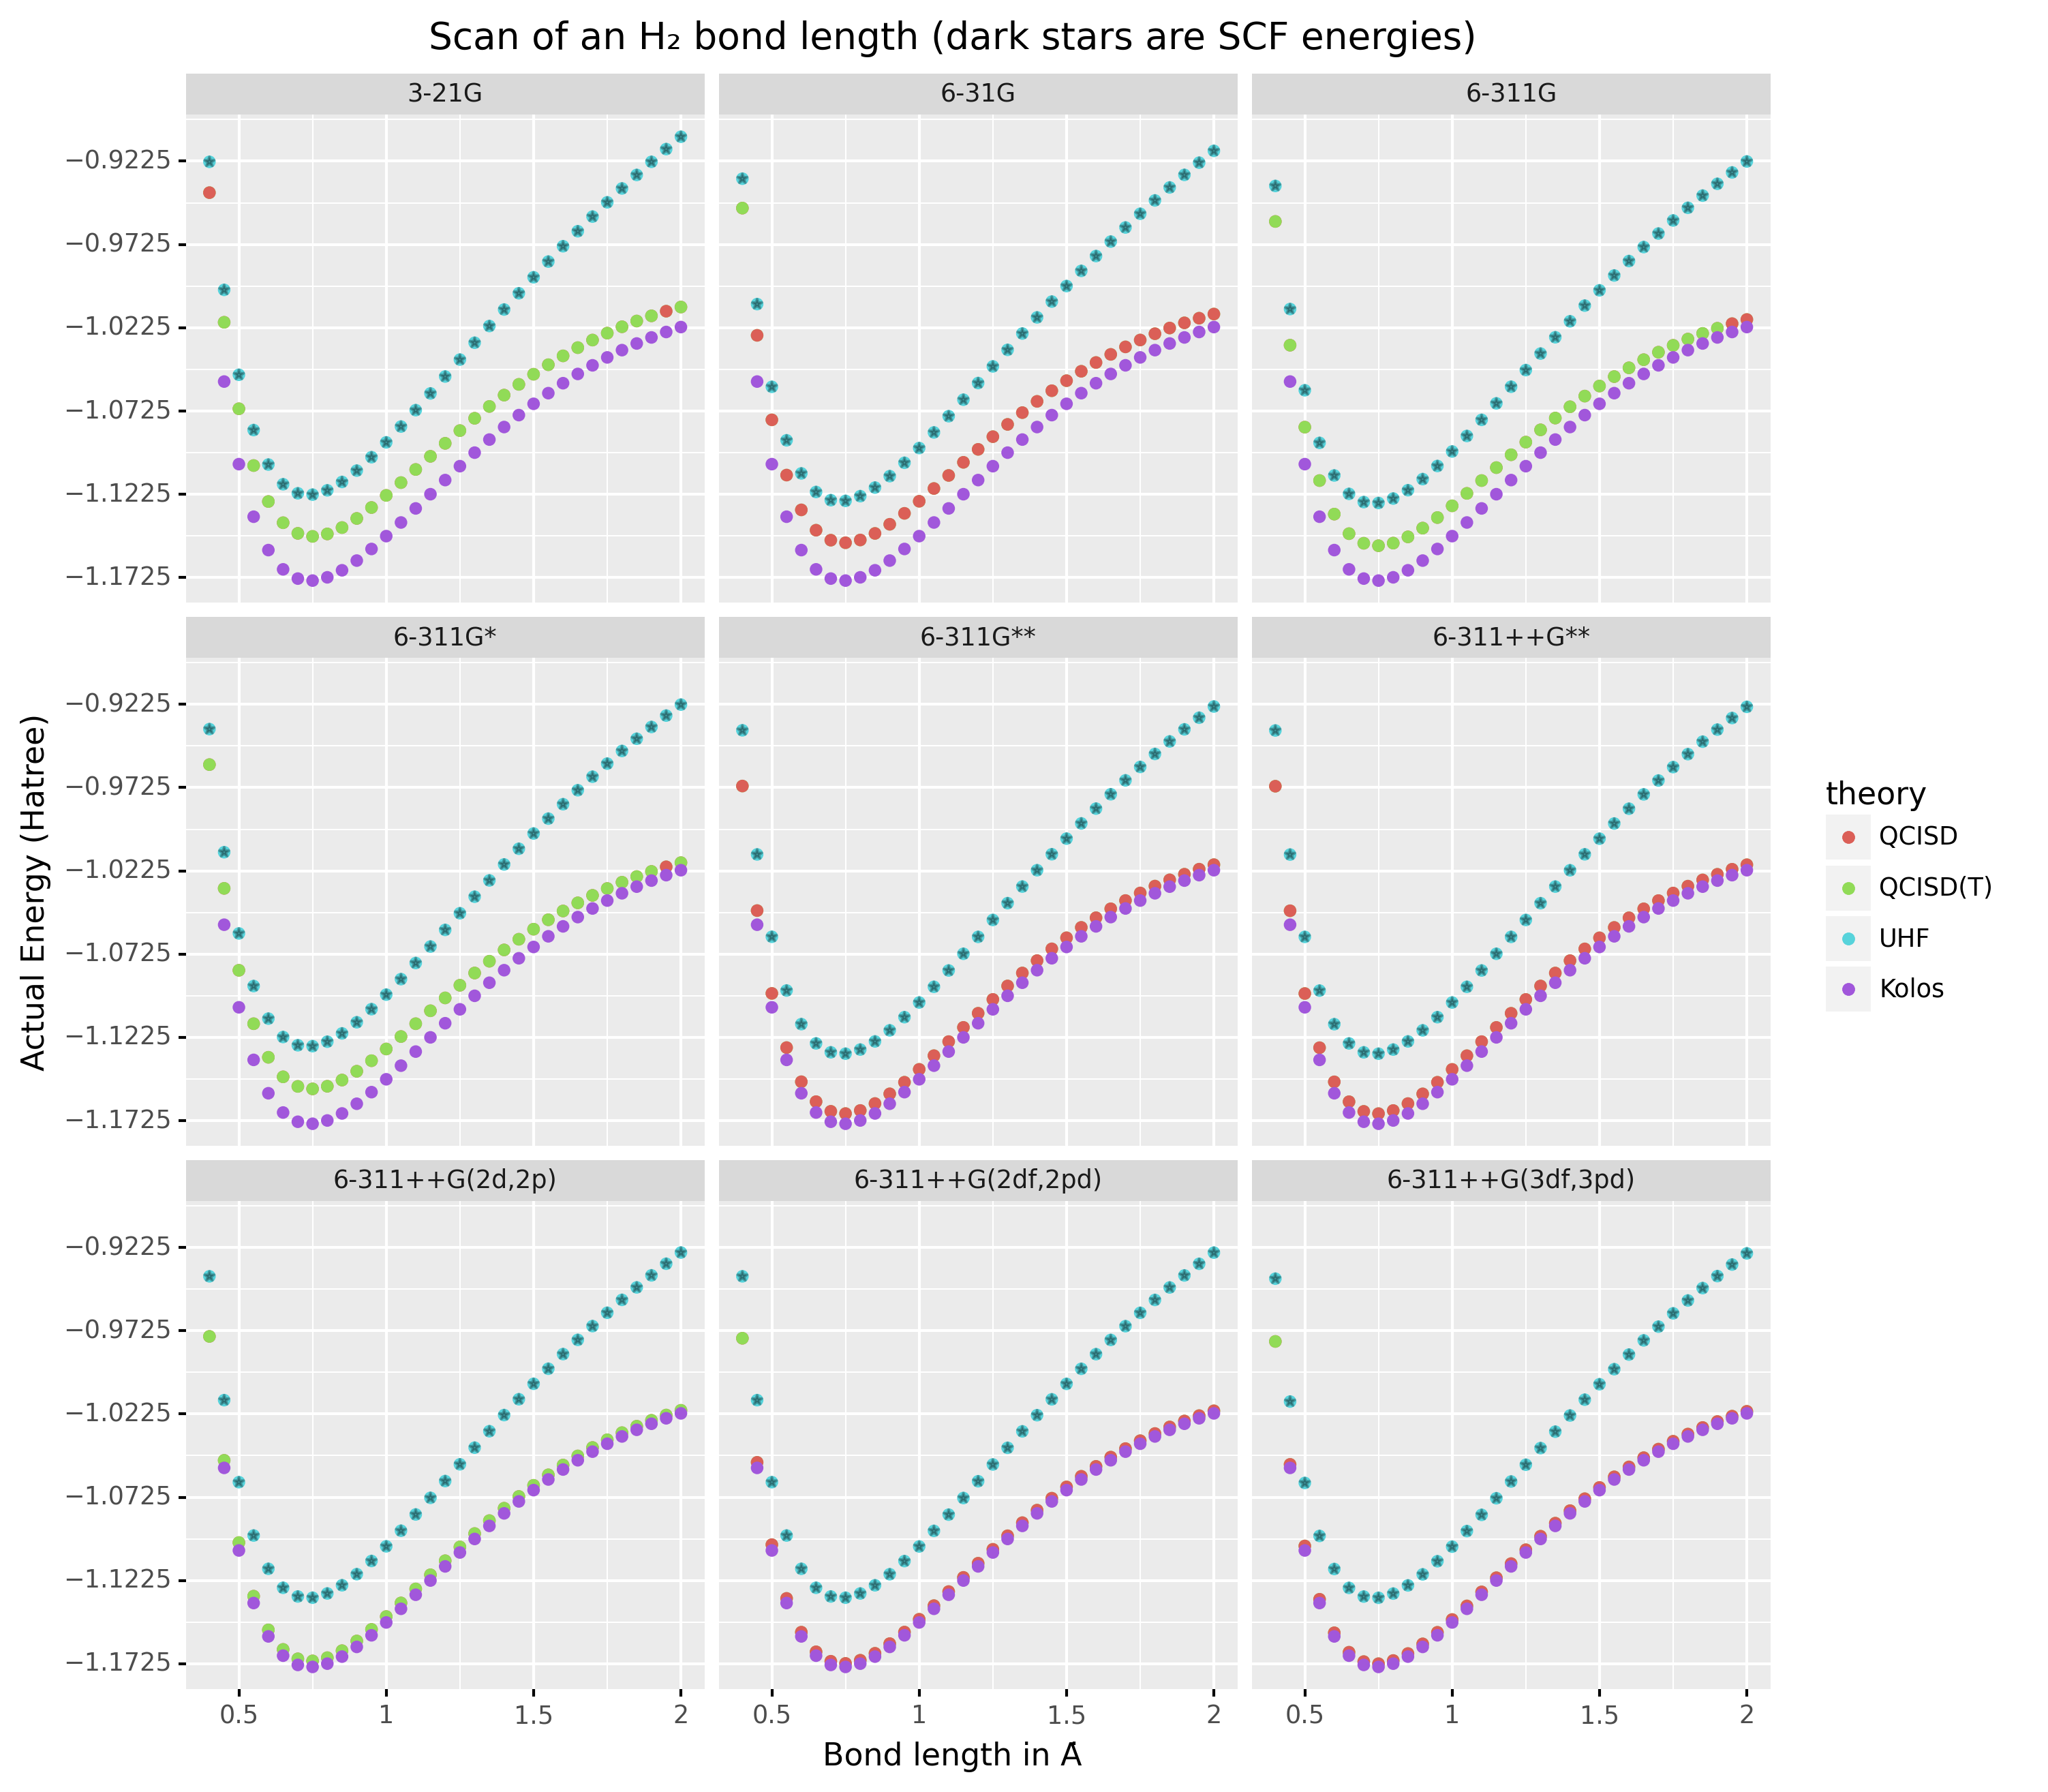 Scan of an H₂ bond length (dark stars are SCF energies)
3-21G
6-31G
6-311G
−0.9225
−0.9725
−1.0225
−1.0725
−1.1225
−1.1725
6-311G*
6-311G**
6-311++G**
−0.9225
−0.9725
−1.0225
−1.0725
−1.1225
−1.1725
6-311++G(2d,2p)
6-311++G(2df,2pd)
6-311++G(3df,3pd)
−0.9225
−0.9725
−1.0225
−1.0725
−1.1225
−1.1725
0.5 1 1.5 2
0.5 1 1.5 2
0.5 1 1.5 2
Bond length in Å
Actual Energy (Hatree)
theory
QCISD
QCISD(T)
UHF
Kolos